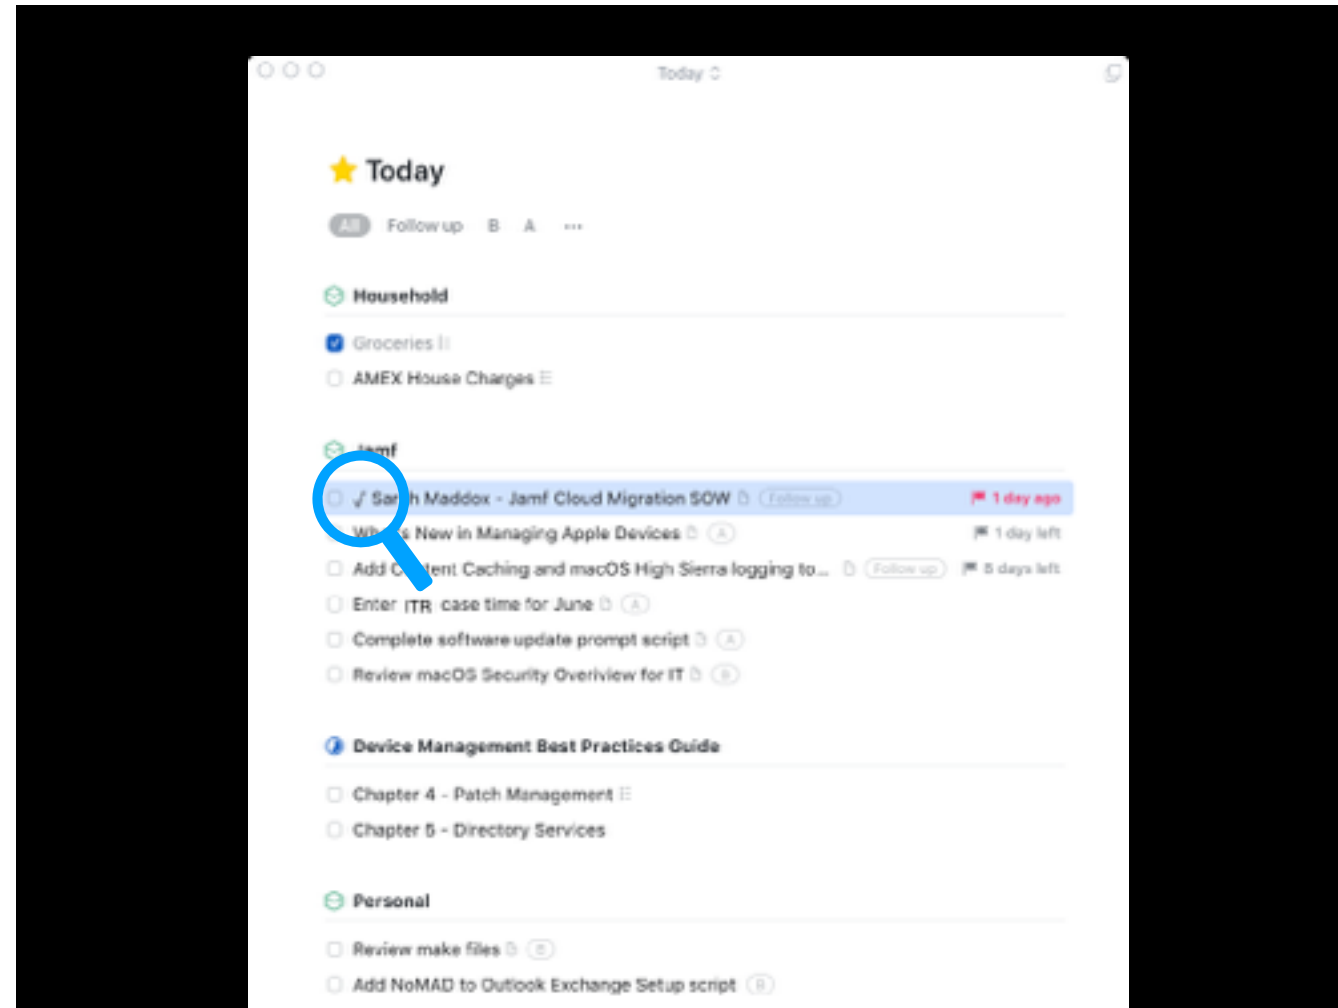 Today
Today
All Follow up B A ...
Household
Groceries
AMEX House Charges
Jamf
√ Sarah Maddox - Jamf Cloud Migration SOW Follow up 1 day ago
What's New in Managing Apple Devices A 1 day left
Add Content Caching and macOS High Sierra logging to... Follow up days left
Enter ITR case time for June A
Complete software update prompt script A
Review macOS Security Overiview for IT B
Device Management Best Practices Guide
Chapter 4 - Patch Management
Chapter 5 - Directory Services
Personal
Review make files B
Add NoMAD to Outlook Exchange Setup script B